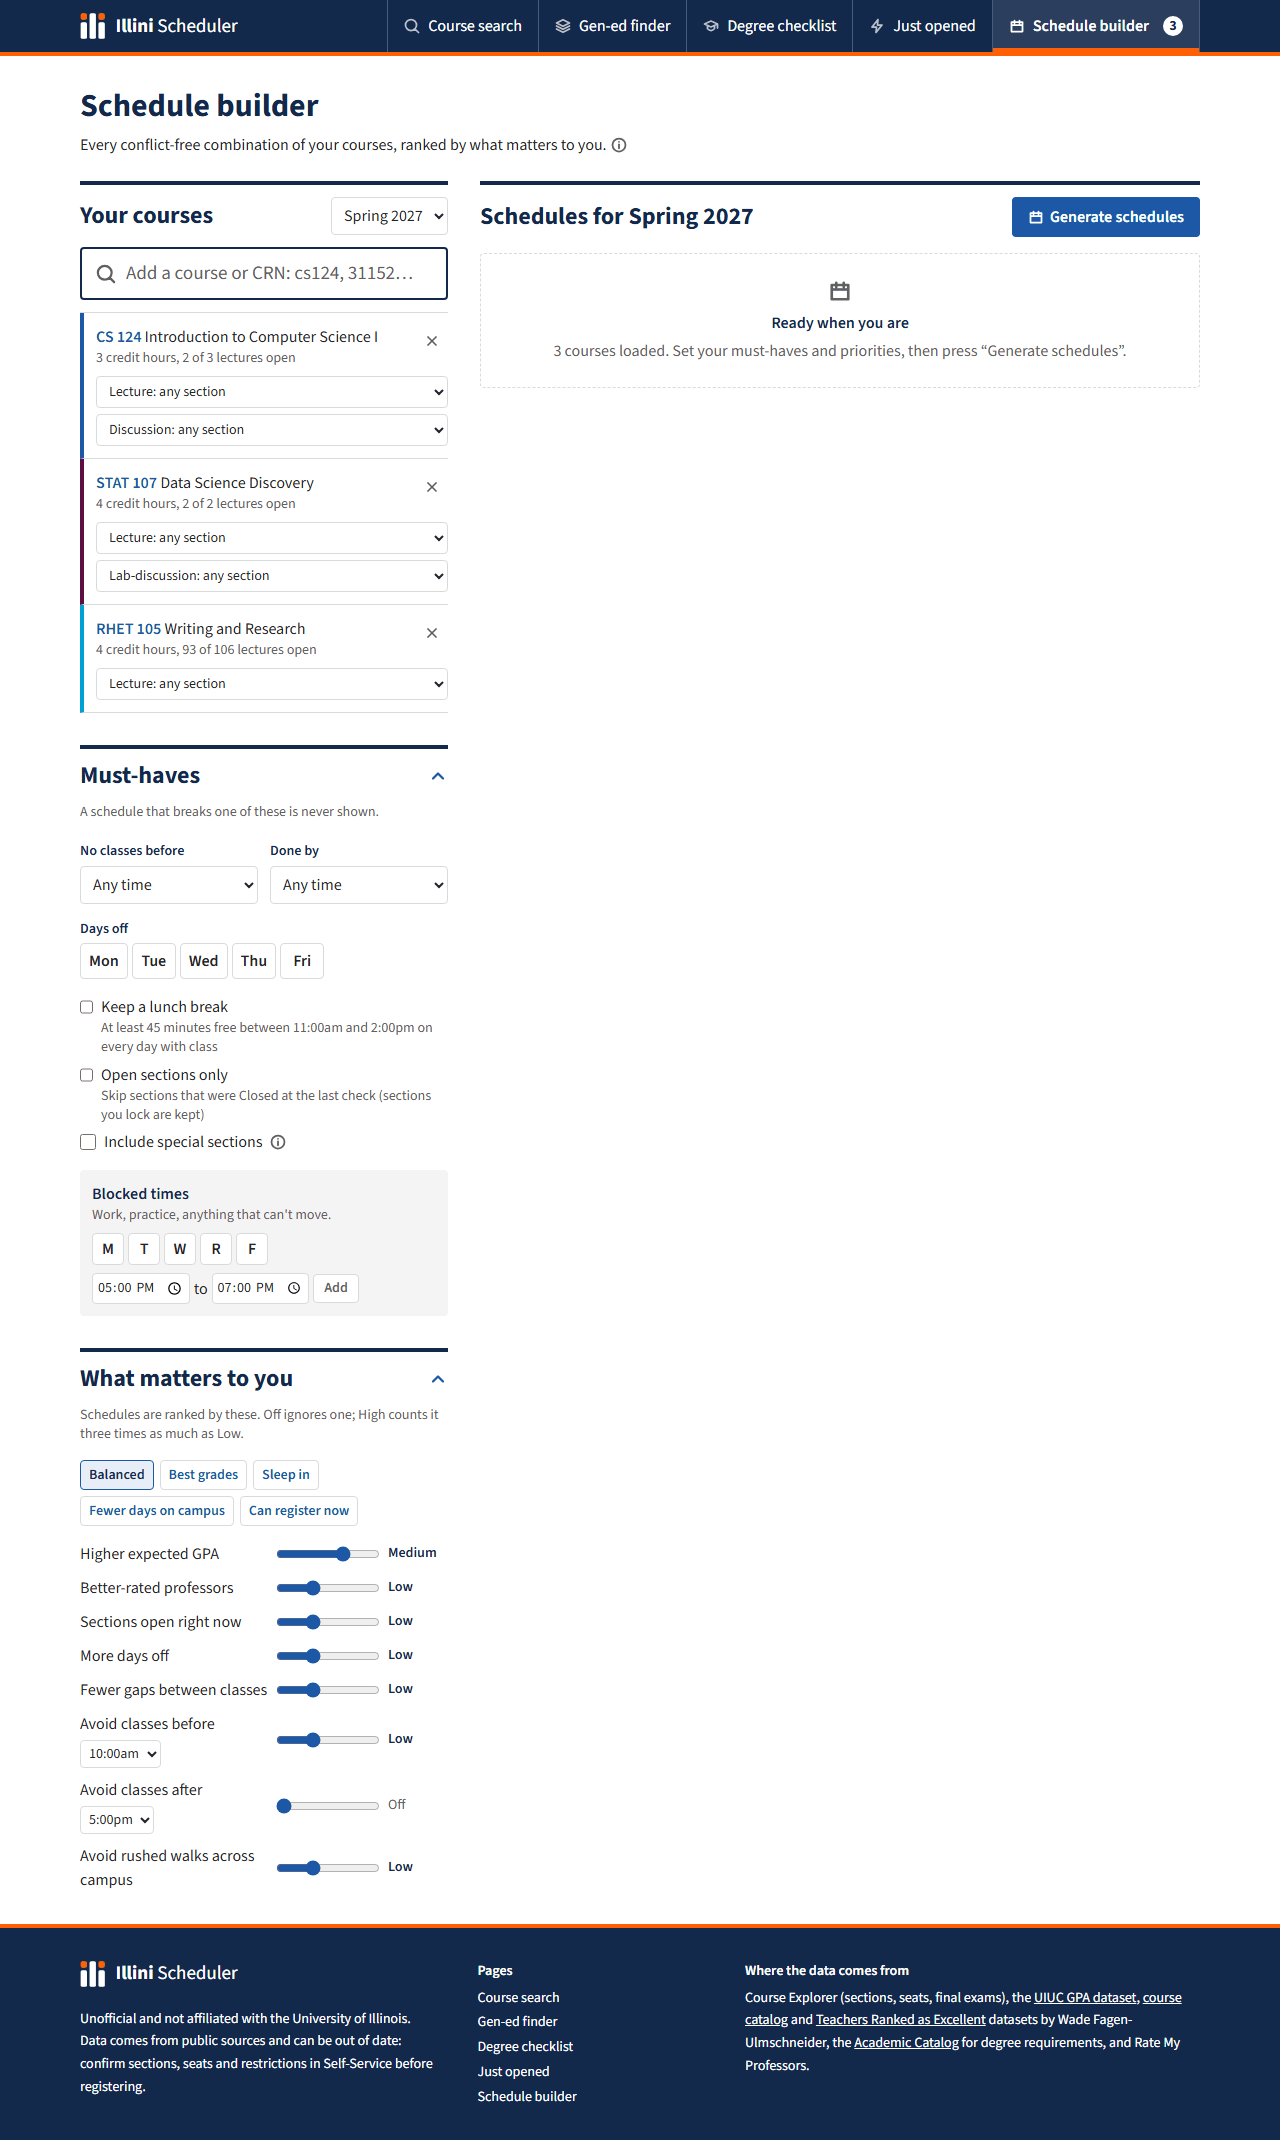 Illini Scheduler
Course search
Gen-ed finder
Degree checklist
Just opened
Schedule builder 3
Schedule builder
Every conflict-free combination of your courses, ranked by what matters to you.
Your courses
Spring 2027
Add a course or CRN: cs124, 31152…
CS 124 Introduction to Computer Science I
3 credit hours, 2 of 3 lectures open
Lecture: any section
Discussion: any section
STAT 107 Data Science Discovery
4 credit hours, 2 of 2 lectures open
Lecture: any section
Lab-discussion: any section
RHET 105 Writing and Research
4 credit hours, 93 of 106 lectures open
Lecture: any section
Schedules for Spring 2027
Generate schedules
Ready when you are
3 courses loaded. Set your must-haves and priorities, then press “Generate schedules”.
Must-haves
A schedule that breaks one of these is never shown.
No classes before
Done by
Any time
Any time
Days off
Mon Tue Wed Thu Fri
Keep a lunch break
At least 45 minutes free between 11:00am and 2:00pm on
every day with class
Open sections only
Skip sections that were Closed at the last check (sections
you lock are kept)
Include special sections
Blocked times
Work, practice, anything that can't move.
M T W R F
05:00 PM to 07:00 PM Add
What matters to you
Schedules are ranked by these. Off ignores one; High counts it
three times as much as Low.
Balanced Best grades Sleep in
Fewer days on campus Can register now
Higher expected GPA Medium
Better-rated professors Low
Sections open right now Low
More days off Low
Fewer gaps between classes Low
Avoid classes before
10:00am
Low
Avoid classes after
5:00pm
Off
Avoid rushed walks across
campus
Low
Illini Scheduler
Unofficial and not affiliated with the University of Illinois.
Data comes from public sources and can be out of date:
confirm sections, seats and restrictions in Self-Service before
registering.
Pages
Course search
Gen-ed finder
Degree checklist
Just opened
Schedule builder
Where the data comes from
Course Explorer (sections, seats, final exams), the UIUC GPA dataset, course
catalog and Teachers Ranked as Excellent datasets by Wade Fagen-
Ulmschneider, the Academic Catalog for degree requirements, and Rate My
Professors.